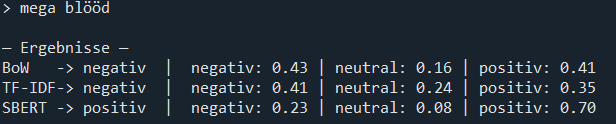 > mega blööd
— Ergebnisse —
BoW -> negativ | negativ: 0.43 | neutral: 0.16 | positiv: 0.41
TF-IDF-> negativ | negativ: 0.41 | neutral: 0.24 | positiv: 0.35
SBERT -> positiv | negativ: 0.23 | neutral: 0.08 | positiv: 0.70